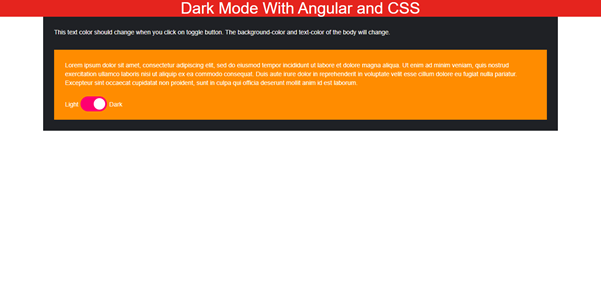 Dark Mode With Angular and CSS
This text color should change when you click on toggle button. The background-color and text-color of the body will change.
Lorem ipsum dolor sit amet, consectetur adipiscing elit, sed do eiusmod tempor incididunt ut labore et dolore magna aliqua. Ut enim ad minim veniam, quis nostrud
exercitation ullamco laboris nisi ut aliquip ex ea commodo consequat. Duis aute irure dolor in reprehenderit in voluptate velit esse cillum dolore eu fugiat nulla pariatur.
Excepteur sint occaecat cupidatat non proident, sunt in culpa qui officia deserunt mollit anim id est laborum.
Light Dark